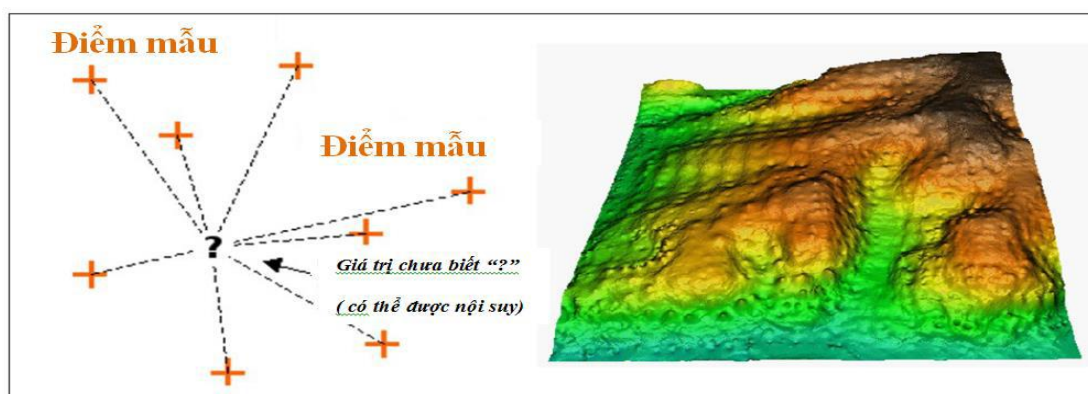 Điểm mẫu
Điểm mẫu
?
Giá trị chưa biết “?”
( có thể được nội suy)